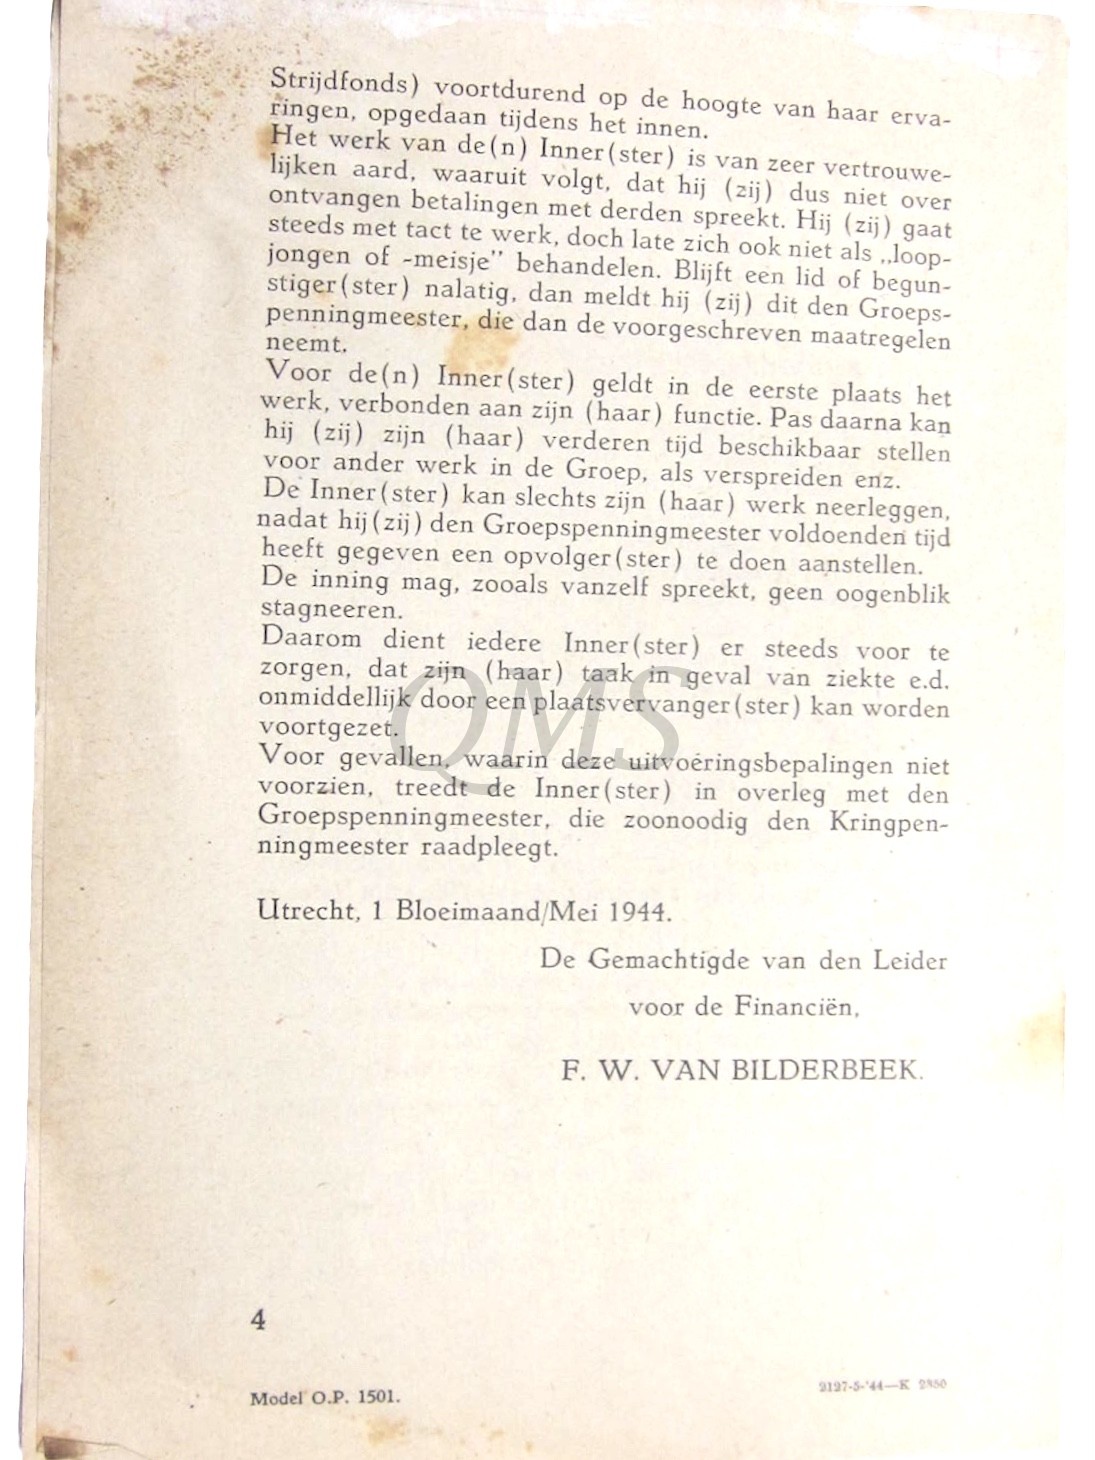 Strijdfonds) voortdurend op de hoogte van haar erva-
ringen, opgedaan tijdens het innen.
Het werk van de(n) Inner(ster) is van zeer vertrouwe-
lijken aard, waaruit volgt, dat hij (zij) dus niet over
ontvangen betalingen met derden spreekt. Hij (zij) gaat
steeds met tact te werk, doch late zich ook niet als „loop-
jongen of -meisje" behandelen. Blijft een lid of begun-
stiger(ster) nalatig, dan meldt hij (zij) dit den Groeps-
penningmeester, die dan de voorgeschreven maatregelen
neemt.
Voor de(n) Inner(ster) geldt in de eerste plaats het
werk, verbonden aan zijn (haar) functie. Pas daarna kan
hij (zij) zijn (haar) verderen tijd beschikbaar stellen
voor ander werk in de Groep, als verspreiden enz.
De Inner(ster) kan slechts zijn (haar) werk neerleggen,
nadat hij(zij) den Groepspenningmeester voldoenden tijd
heeft gegeven een opvolger(ster) te doen aanstellen.
De inning mag, zooals vanzelf spreekt, geen oogenblik
stagneeren.
Daarom dient iedere Inner(ster) er steeds voor te
zorgen, dat zijn (haar) taak in geval van ziekte e.d.
onmiddellijk door een plaatsvervanger(ster) kan worden
voortgezet.
QMS
Voor gevallen, waarin deze uitvoeringsbepalingen niet
voorzien, treedt de Inner(ster) in overleg met den
Groepspenningmeester, die zoonoodig den Kringpen-
ningmeester raadpleegt.
Utrecht, 1 Bloeimaand/Mei 1944.
De Gemachtigde van den Leider
voor de Financiën,
F. W. VAN BILDERBEEK.
4
Model O.P. 1501.
2127-5-'44—K 2350